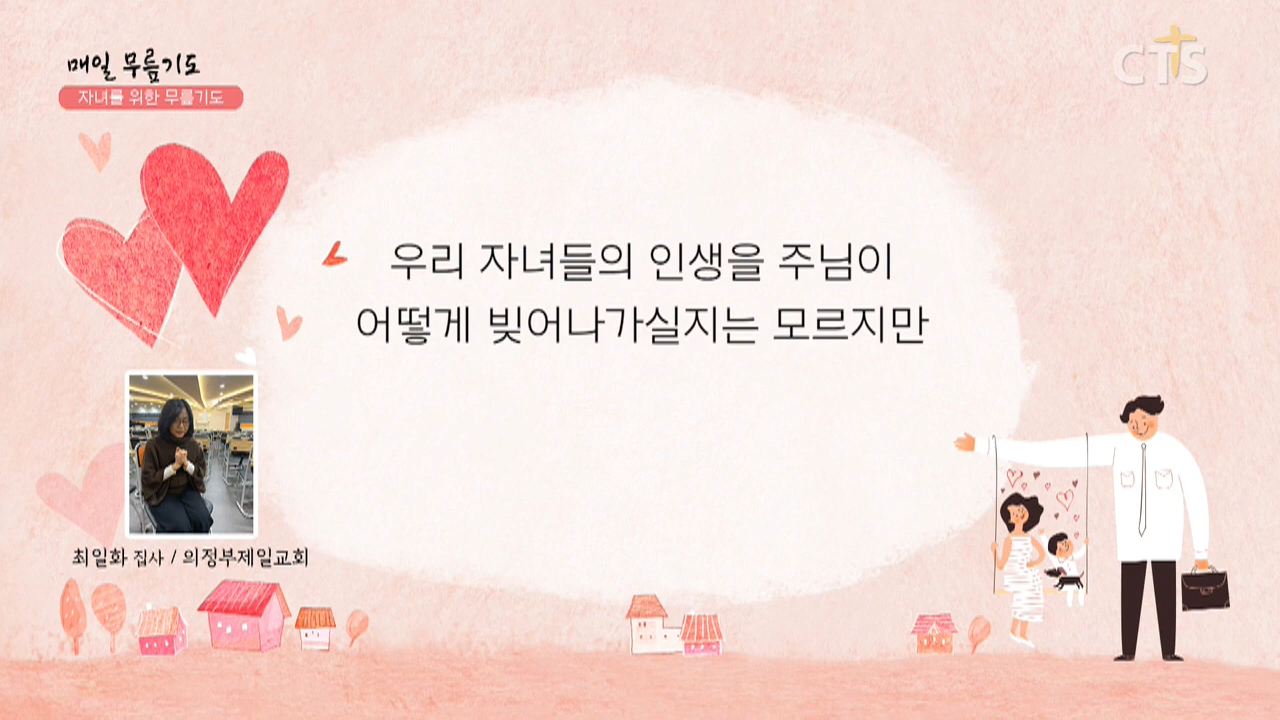 매일 무릎기도
자녀를 위한 무릎기도
CTS
우리 자녀들의 인생을 주님이
어떻게 빚어나가실지는 모르지만
최일화 집사 / 의정부제일교회